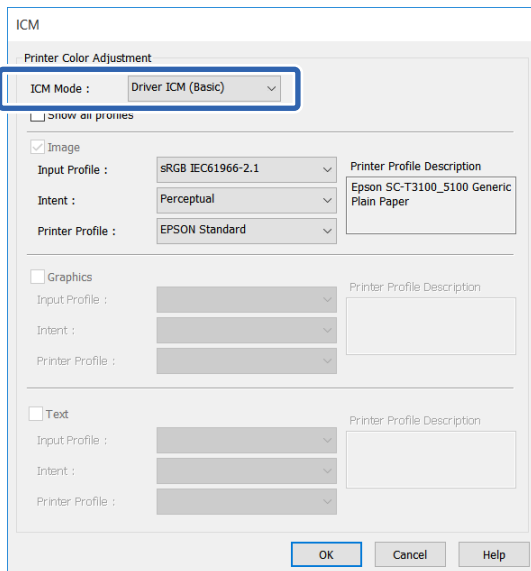 ICM
Printer Color Adjustment
ICM Mode : Driver ICM (Basic)
Show all profiles
Image
Input Profile : sRGB IEC61966-2.1 Printer Profile Description
Intent : Perceptual Epson SC-T3100_5100 Generic
Plain Paper
Printer Profile : EPSON Standard
Graphics
Input Profile : Printer Profile Description
Intent :
Printer Profile :
Text
Input Profile : Printer Profile Description
Intent :
Printer Profile :
OK Cancel Help